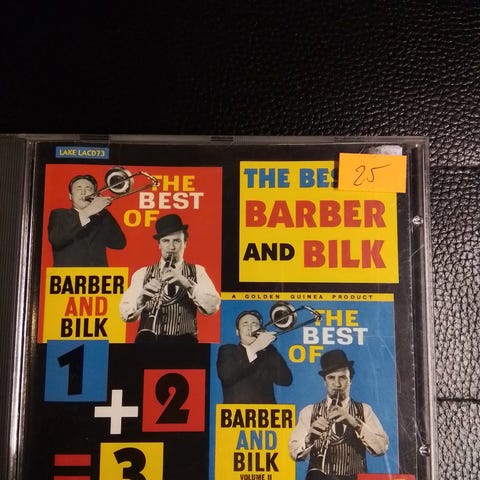 LAKE LACD73
THE
BEST
OF
BARBER
AND
BILK
THE
25
BARBER
AND BILK
A GOLDEN GUINEA PRODUCT
THE
BEST
OF
BARBER
AND
BILK
VOLUME II
1
+ 2
= 3